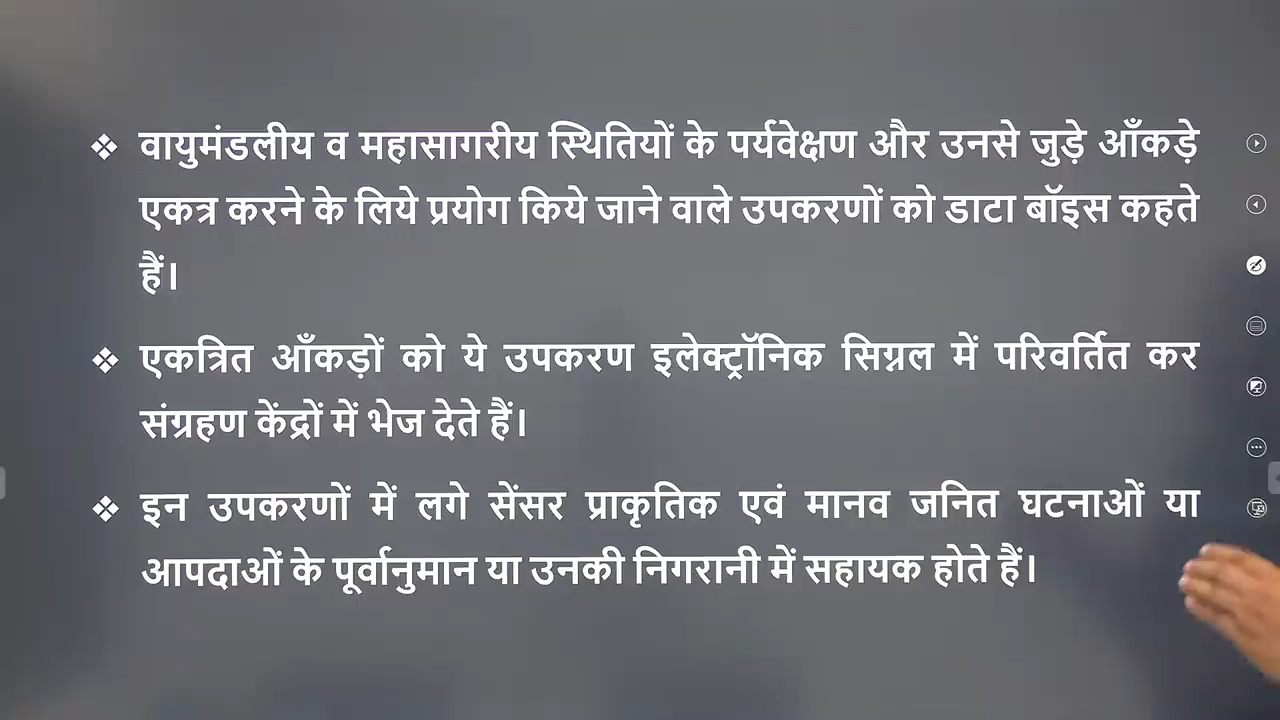 ❖ वायुमंडलीय व महासागरीय स्थितियों के पर्यवेक्षण और उनसे जुड़े आँकड़े
एकत्र करने के लिये प्रयोग किये जाने वाले उपकरणों को डाटा बॉइस कहते
हैं।
❖ एकत्रित आँकड़ों को ये उपकरण इलेक्ट्रॉनिक सिग्नल में परिवर्तित कर
संग्रहण केंद्रों में भेज देते हैं।
❖ इन उपकरणों में लगे सेंसर प्राकृतिक एवं मानव जनित घटनाओं या
आपदाओं के पूर्वानुमान या उनकी निगरानी में सहायक होते हैं।